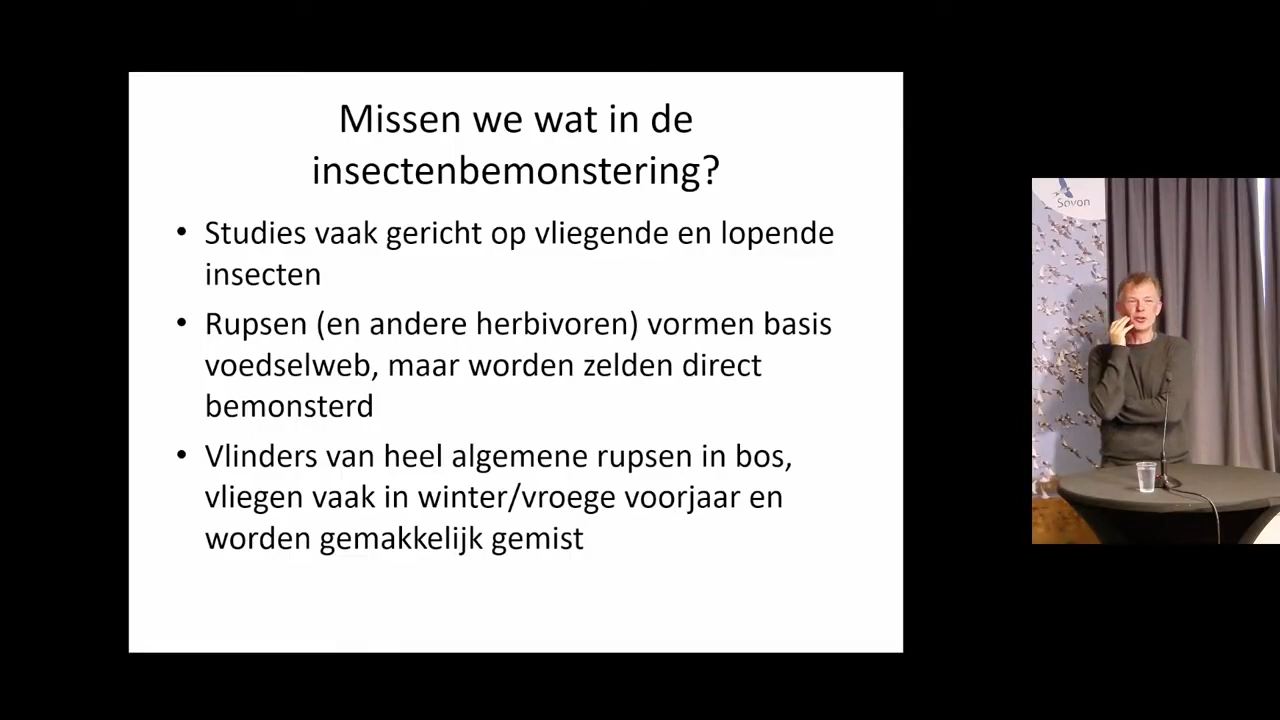 Missen we wat in de
insectenbemonstering?
• Studies vaak gericht op vliegende en lopende
insecten
• Rupsen (en andere herbivoren) vormen basis
voedselweb, maar worden zelden direct
bemonsterd
• Vlinders van heel algemene rupsen in bos,
vliegen vaak in winter/vroege voorjaar en
worden gemakkelijk gemist
Sovon